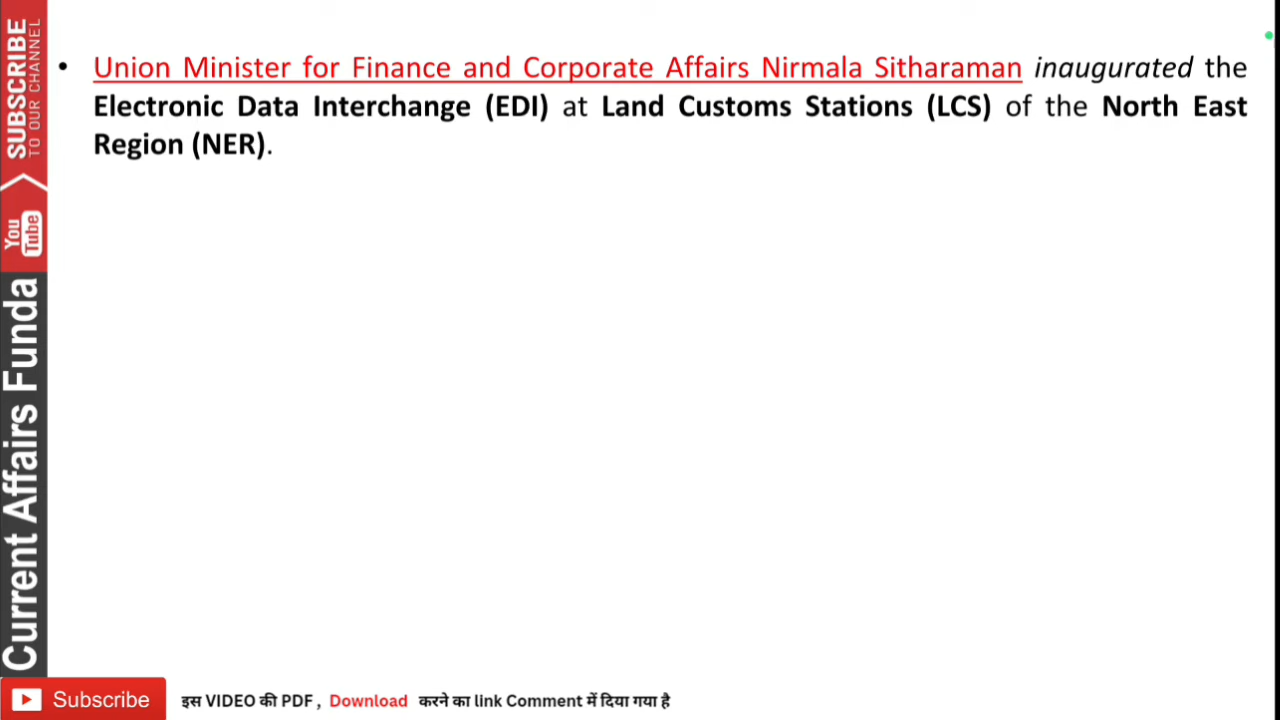 • Union Minister for Finance and Corporate Affairs Nirmala Sitharaman inaugurated the
Electronic Data Interchange (EDI) at Land Customs Stations (LCS) of the North East
Region (NER).
SUBSCRIBE
TO OUR CHANNEL
You Tube
Current Affairs Funda
Subscribe
इस VIDEO की PDF , Download करने का link Comment में दिया गया है